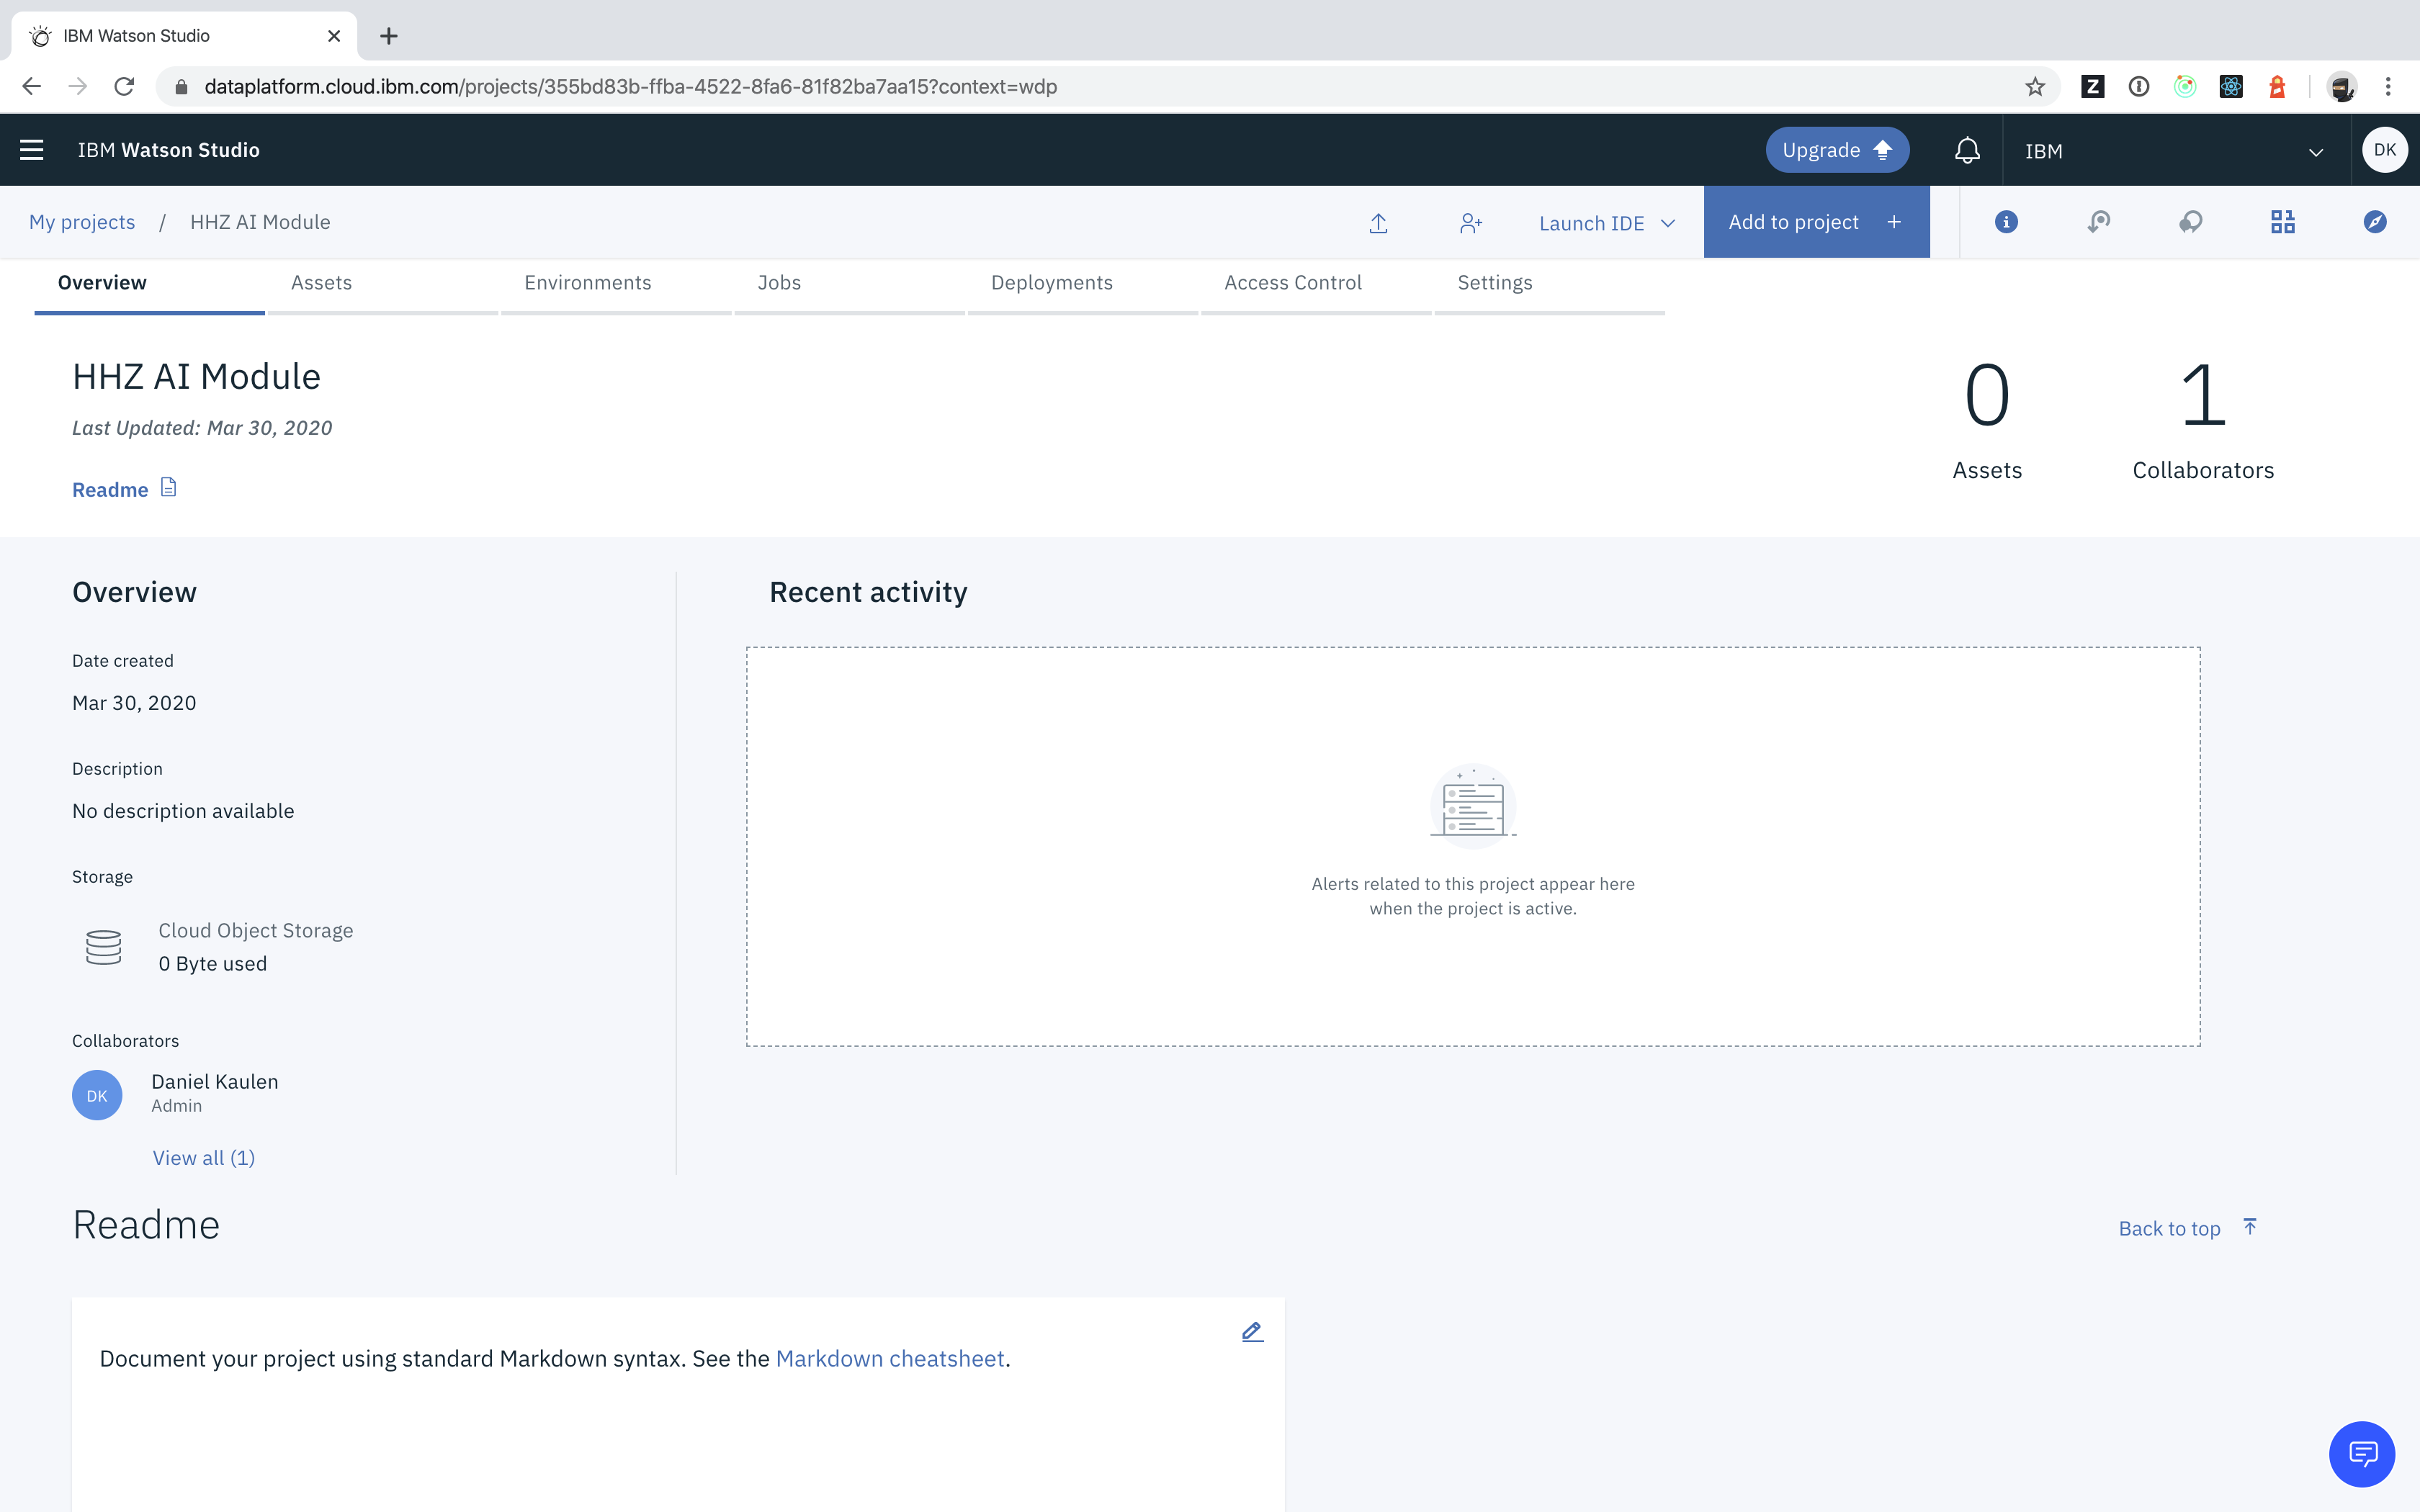 IBM Watson Studio
dataplatform.cloud.ibm.com/projects/355bd83b-ffba-4522-8fa6-81f82ba7aa15?context=wdp
Z
IBM Watson Studio
Upgrade
IBM
DK
My projects / HHZ AI Module
Launch IDE
Add to project +
Overview
Assets
Environments
Jobs
Deployments
Access Control
Settings
HHZ AI Module
Last Updated: Mar 30, 2020
Readme
0
Assets
1
Collaborators
Overview
Date created
Mar 30, 2020
Description
No description available
Storage
Cloud Object Storage
0 Byte used
Collaborators
DK
Daniel Kaulen
Admin
View all (1)
Recent activity
Alerts related to this project appear here
when the project is active.
Readme
Back to top
Document your project using standard Markdown syntax. See the Markdown cheatsheet.